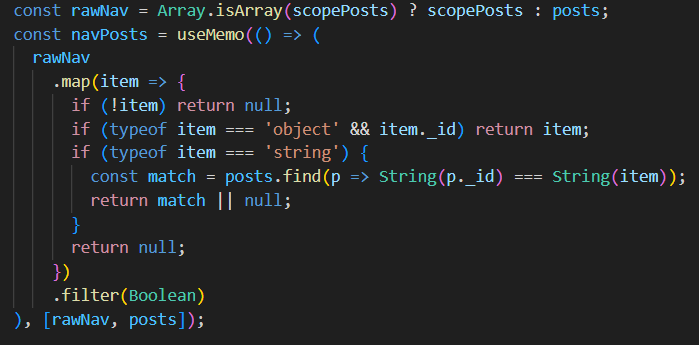 const rawNav = Array.isArray(scopePosts) ? scopePosts : posts;
const navPosts = useMemo(() => (
  rawNav
    .map(item => {
      if (!item) return null;
      if (typeof item === 'object' && item._id) return item;
      if (typeof item === 'string') {
        const match = posts.find(p => String(p._id) === String(item));
        return match || null;
      }
      return null;
    })
    .filter(Boolean)
), [rawNav, posts]);